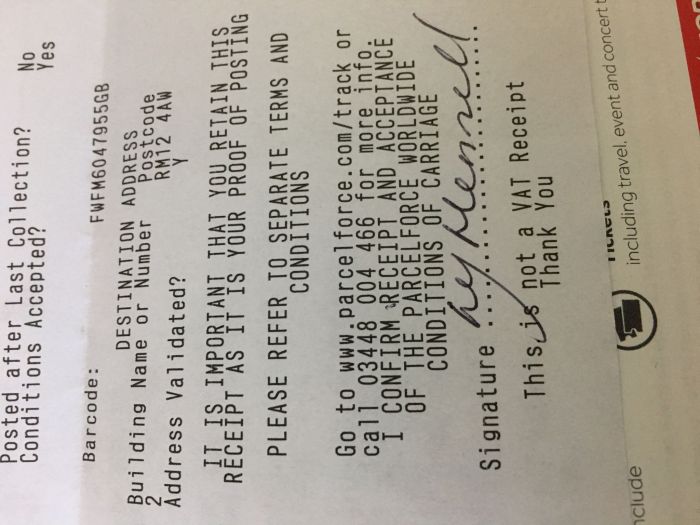 Posted after Last Collection? No
Conditions Accepted? Yes
Barcode: FWFM6047955GB
DESTINATION ADDRESS
Building Name or Number Postcode
2 RM12 4AW
Address Validated? Y
IT IS IMPORTANT THAT YOU RETAIN THIS
RECEIPT AS IT IS YOUR PROOF OF POSTING
PLEASE REFER TO SEPARATE TERMS AND
CONDITIONS
Go to www.parcelforce.com/track or
call 03448 004 466 for more info.
I CONFIRM RECEIPT AND ACCEPTANCE
OF THE PARCELFORCE WORLDWIDE
CONDITIONS OF CARRIAGE
Signature
This is not a VAT Receipt
Thank You
Tickets
including travel, event and concert t
nclude